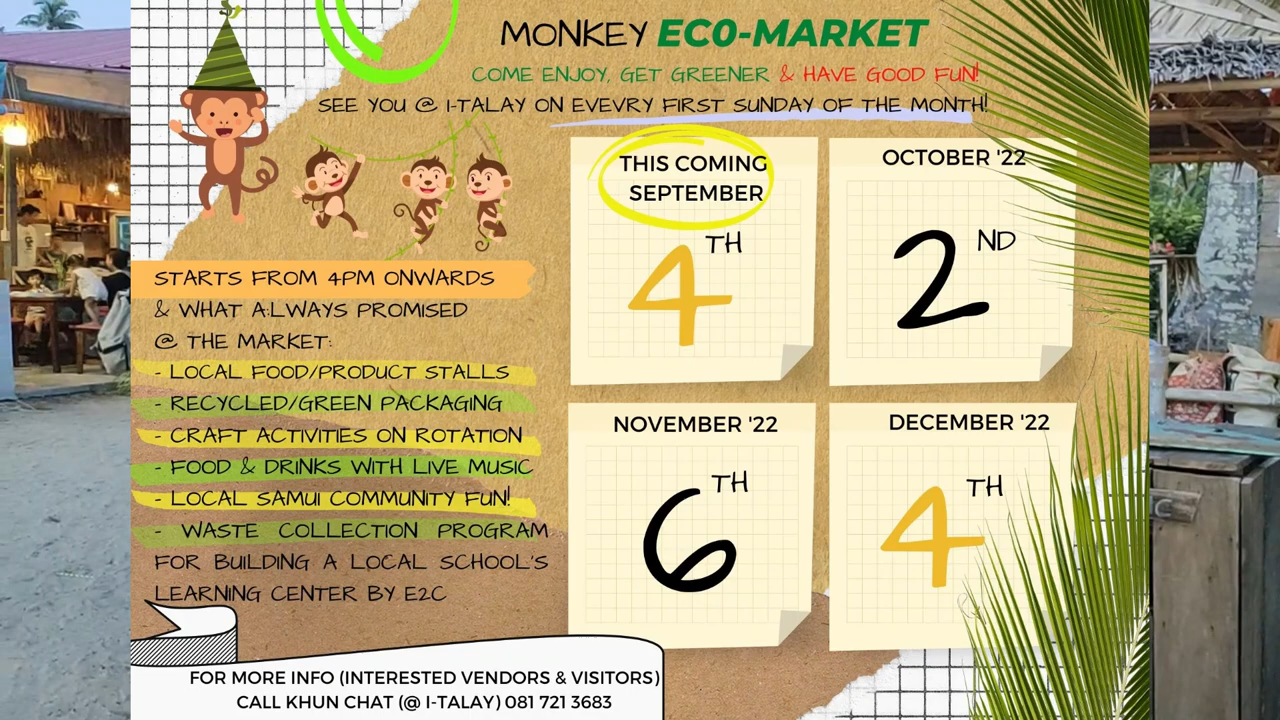 MONKEY EC0-MARKET
COME ENJOY, GET GREENER & HAVE GOOD FUN!
SEE YOU @ I-TALAY ON EVEVRY FIRST SUNDAY OF THE MONTH!
THIS COMING
SEPTEMBER
4TH
OCTOBER '22
2ND
STARTS FROM 4PM ONWARDS
& WHAT A:LWAYS PROMISED
@ THE MARKET:
- LOCAL FOOD/PRODUCT STALLS
- RECYCLED/GREEN PACKAGING
- CRAFT ACTIVITIES ON ROTATION
- FOOD & DRINKS WITH LIVE MUSIC
- LOCAL SAMUI COMMUNITY FUN!
- WASTE COLLECTION PROGRAM
FOR BUILDING A LOCAL SCHOOL'S
LEARNING CENTER BY E2C
NOVEMBER '22
6TH
DECEMBER '22
4TH
FOR MORE INFO (INTERESTED VENDORS & VISITORS)
CALL KHUN CHAT (@ I-TALAY) 081 721 3683